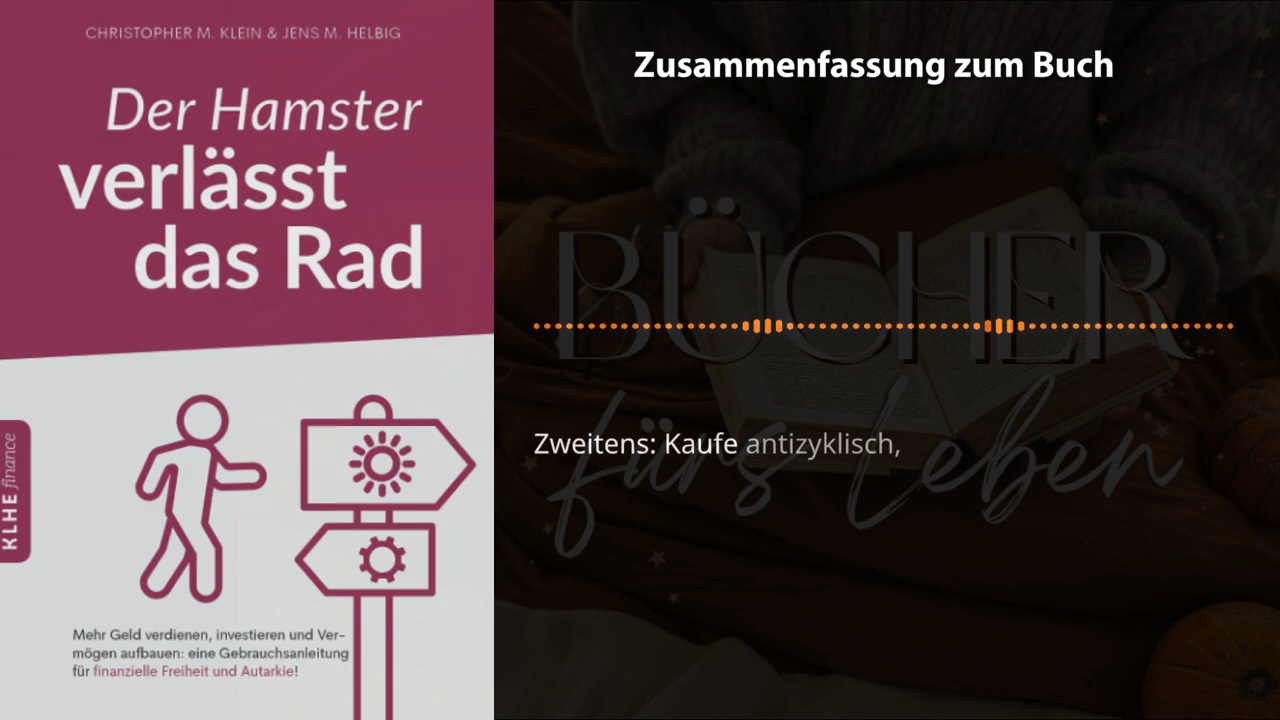 CHRISTOPHER M. KLEIN & JENS M. HELBIG
Der Hamster
verlässt
das Rad
KLHE finance
Mehr Geld verdienen, investieren und Ver-
mögen aufbauen: eine Gebrauchsanleitung
für finanzielle Freiheit und Autarkie!
Zusammenfassung zum Buch
BÜCHER
fürs Leben
Zweitens: Kaufe antizyklisch,